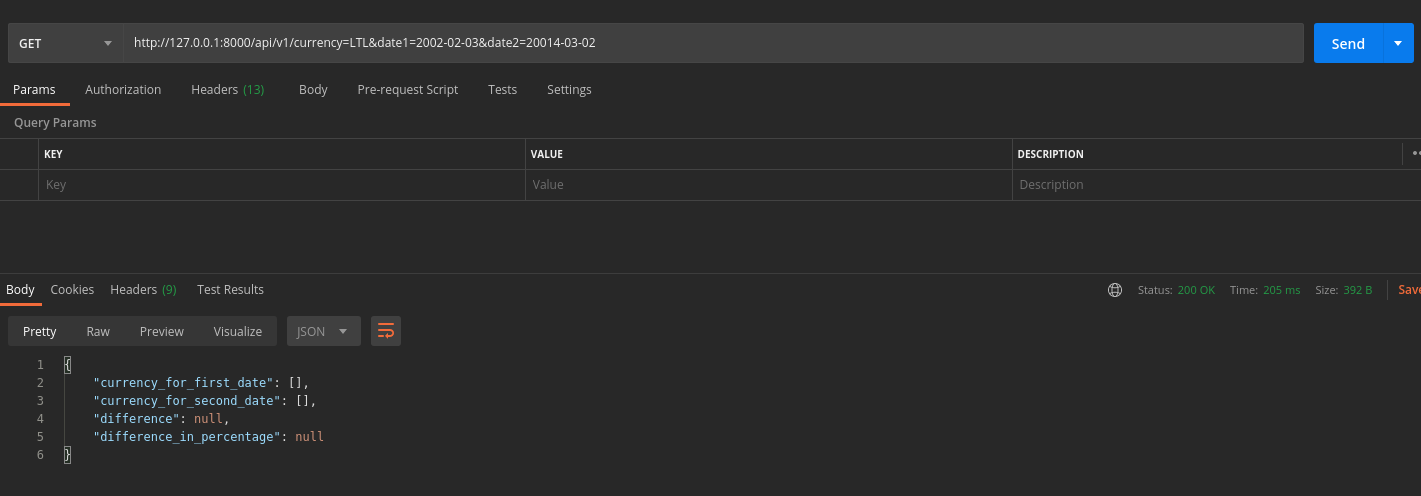 GET http://127.0.0.1:8000/api/v1/currency=LTL&date1=2002-02-03&date2=20014-03-02 Send
Params Authorization Headers (13) Body Pre-request Script Tests Settings
Query Params
KEY VALUE DESCRIPTION
Key Value Description
Body Cookies Headers (9) Test Results Status: 200 OK Time: 205 ms Size: 392 B Save
Pretty Raw Preview Visualize JSON
1 {
2 "currency_for_first_date": [],
3 "currency_for_second_date": [],
4 "difference": null,
5 "difference_in_percentage": null
6 }